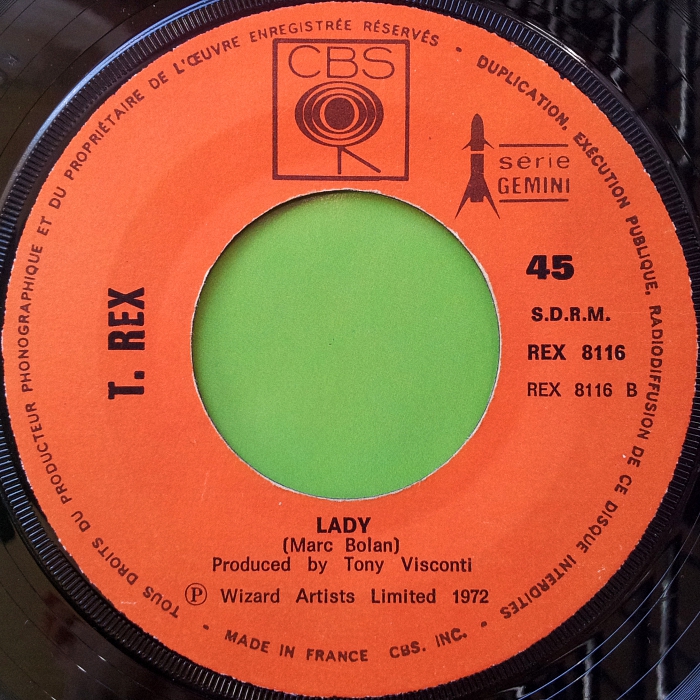 TOUS DROITS DU PRODUCTEUR PHONOGRAPHIQUE ET DU PROPRIÉTAIRE DE L'ŒUVRE ENREGISTRÉE RÉSERVÉS - DUPLICATION, EXÉCUTION PUBLIQUE, RADIODIFFUSION DE CE DISQUE INTERDITES -
CBS
série
GEMINI
T. REX
45
S.D.R.M.
REX 8116
REX 8116 B
LADY
(Marc Bolan)
Produced by Tony Visconti
Ⓟ Wizard Artists Limited 1972
- MADE IN FRANCE CBS. INC. -